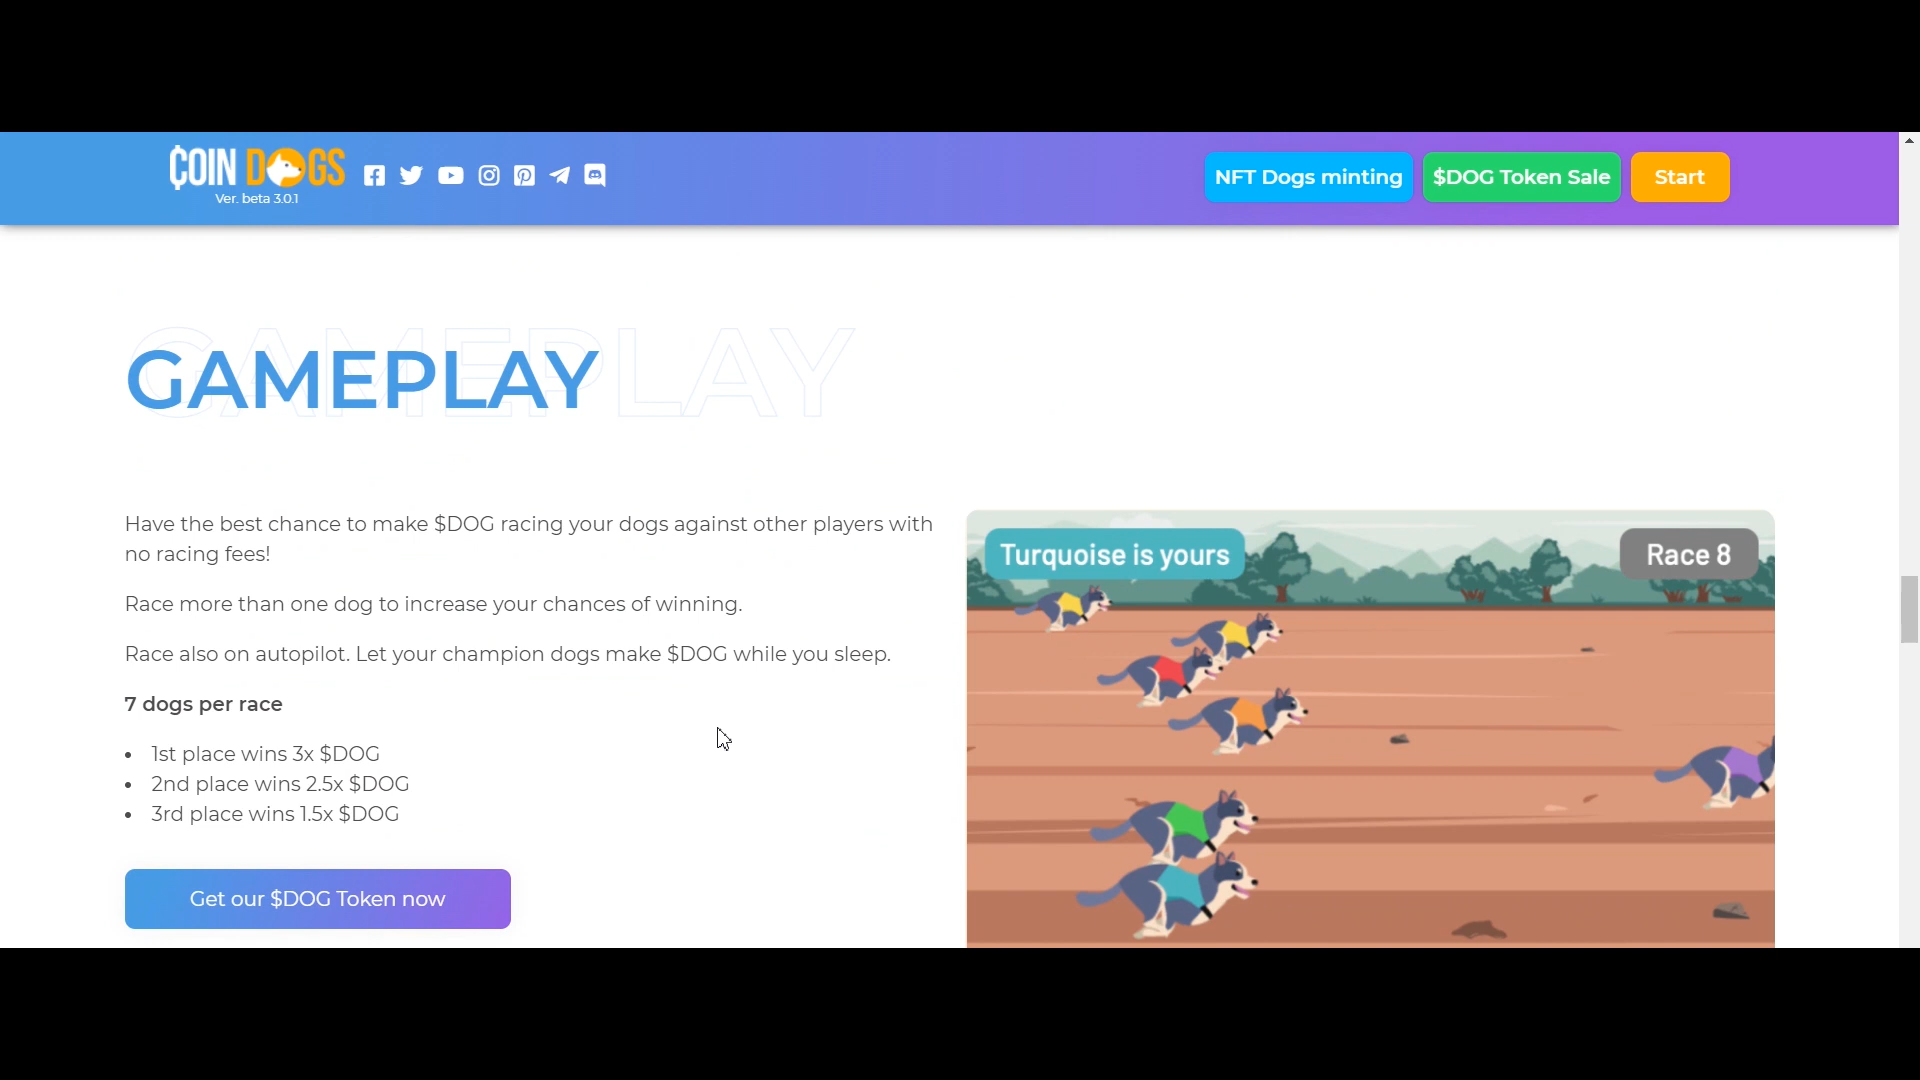 ₵OIN DOGS
Ver. beta 3.0.1
NFT Dogs minting
$DOG Token Sale
Start
GAMEPLAY
GAMEPLAY
Have the best chance to make $DOG racing your dogs against other players with
no racing fees!
Race more than one dog to increase your chances of winning.
Race also on autopilot. Let your champion dogs make $DOG while you sleep.
7 dogs per race
• 1st place wins 3x $DOG
• 2nd place wins 2.5x $DOG
• 3rd place wins 1.5x $DOG
Get our $DOG Token now
Turquoise is yours
Race 8